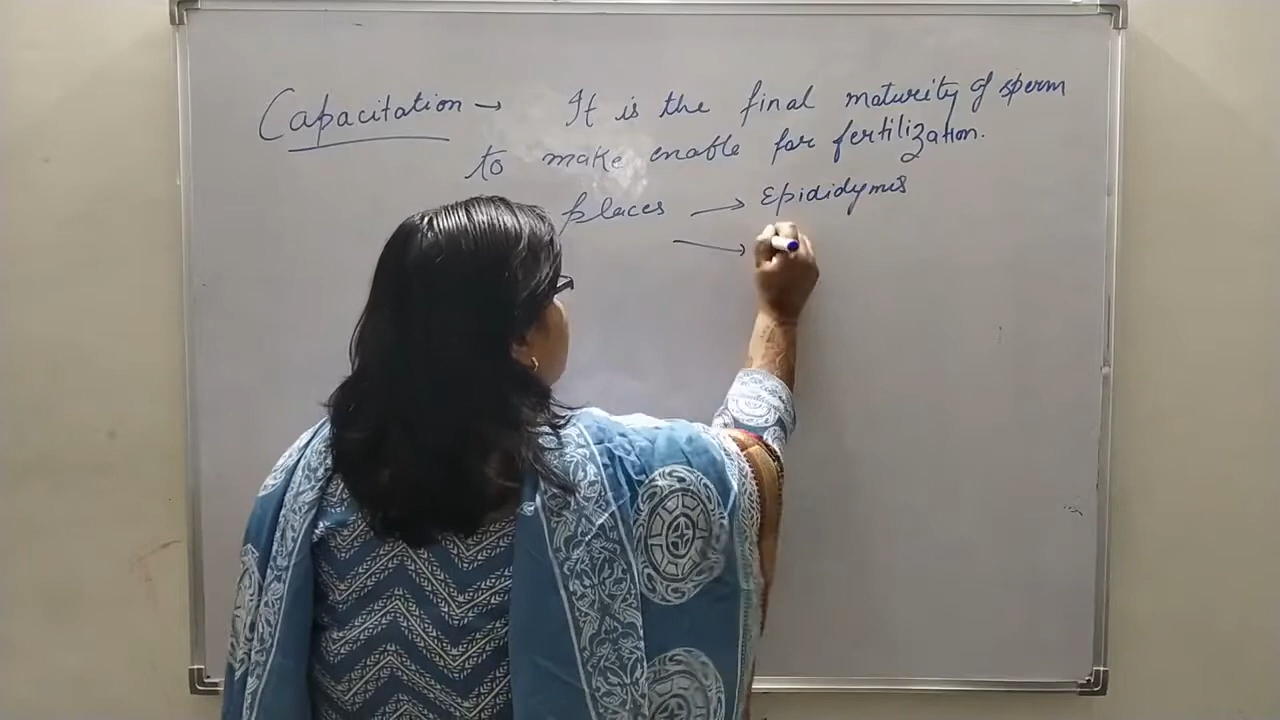 Capacitation → It is the final maturity of sperm
to make enable for fertilization.
places → Epididymis
→